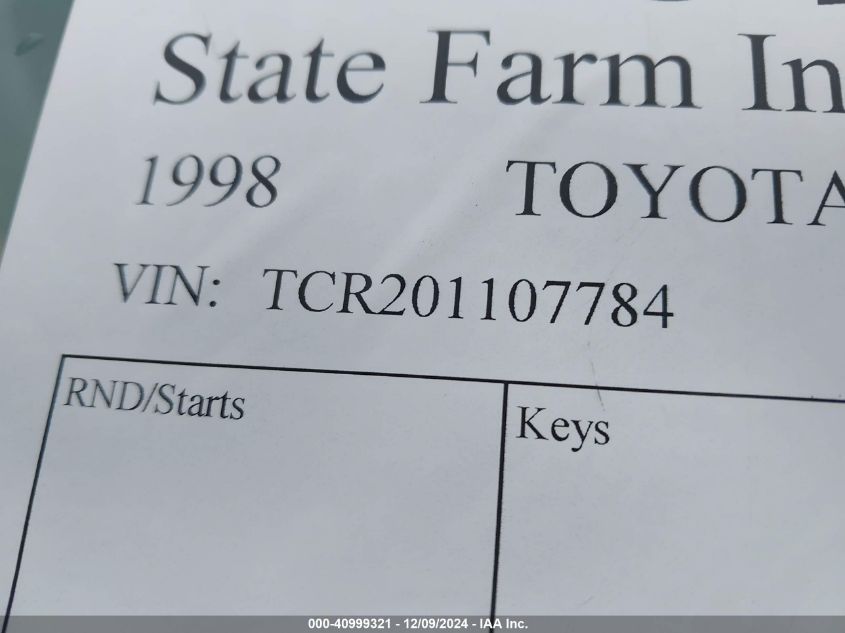 State Farm In
1998 TOYOTA
VIN: TCR201107784
RND/Starts Keys
000-40999321 - 12/09/2024 - IAA Inc.